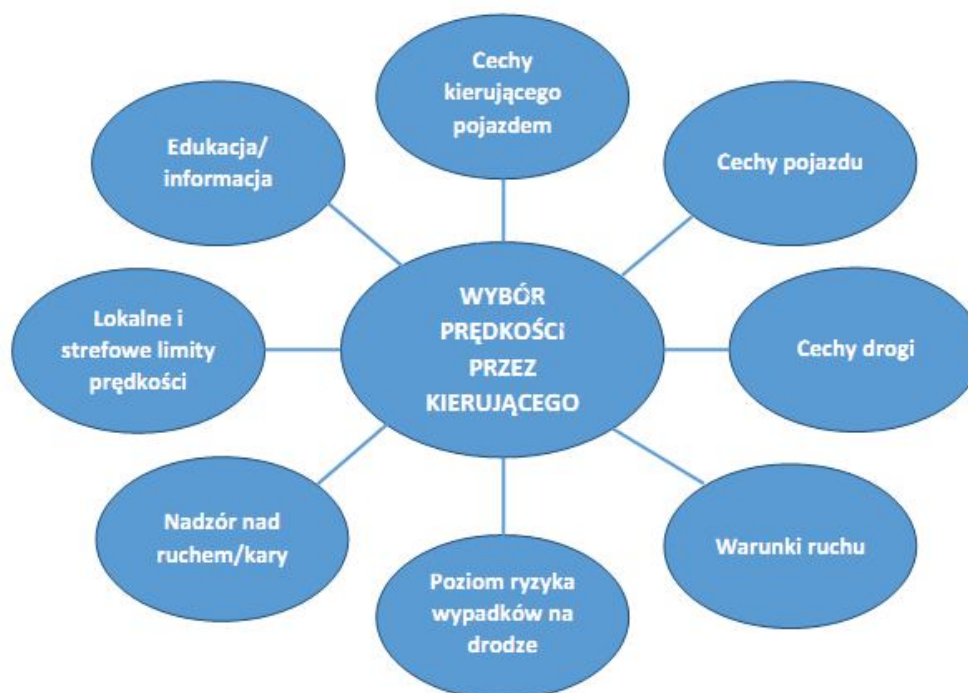 Cechy
kierującego
pojazdem
Edukacja/
informacja
Cechy pojazdu
WYBÓR
PRĘDKOŚCI
PRZEZ
KIERUJĄCEGO
Lokalne i
strefowe limity
prędkości
Cechy drogi
Nadzór nad
ruchem/kary
Warunki ruchu
Poziom ryzyka
wypadków na
drodze